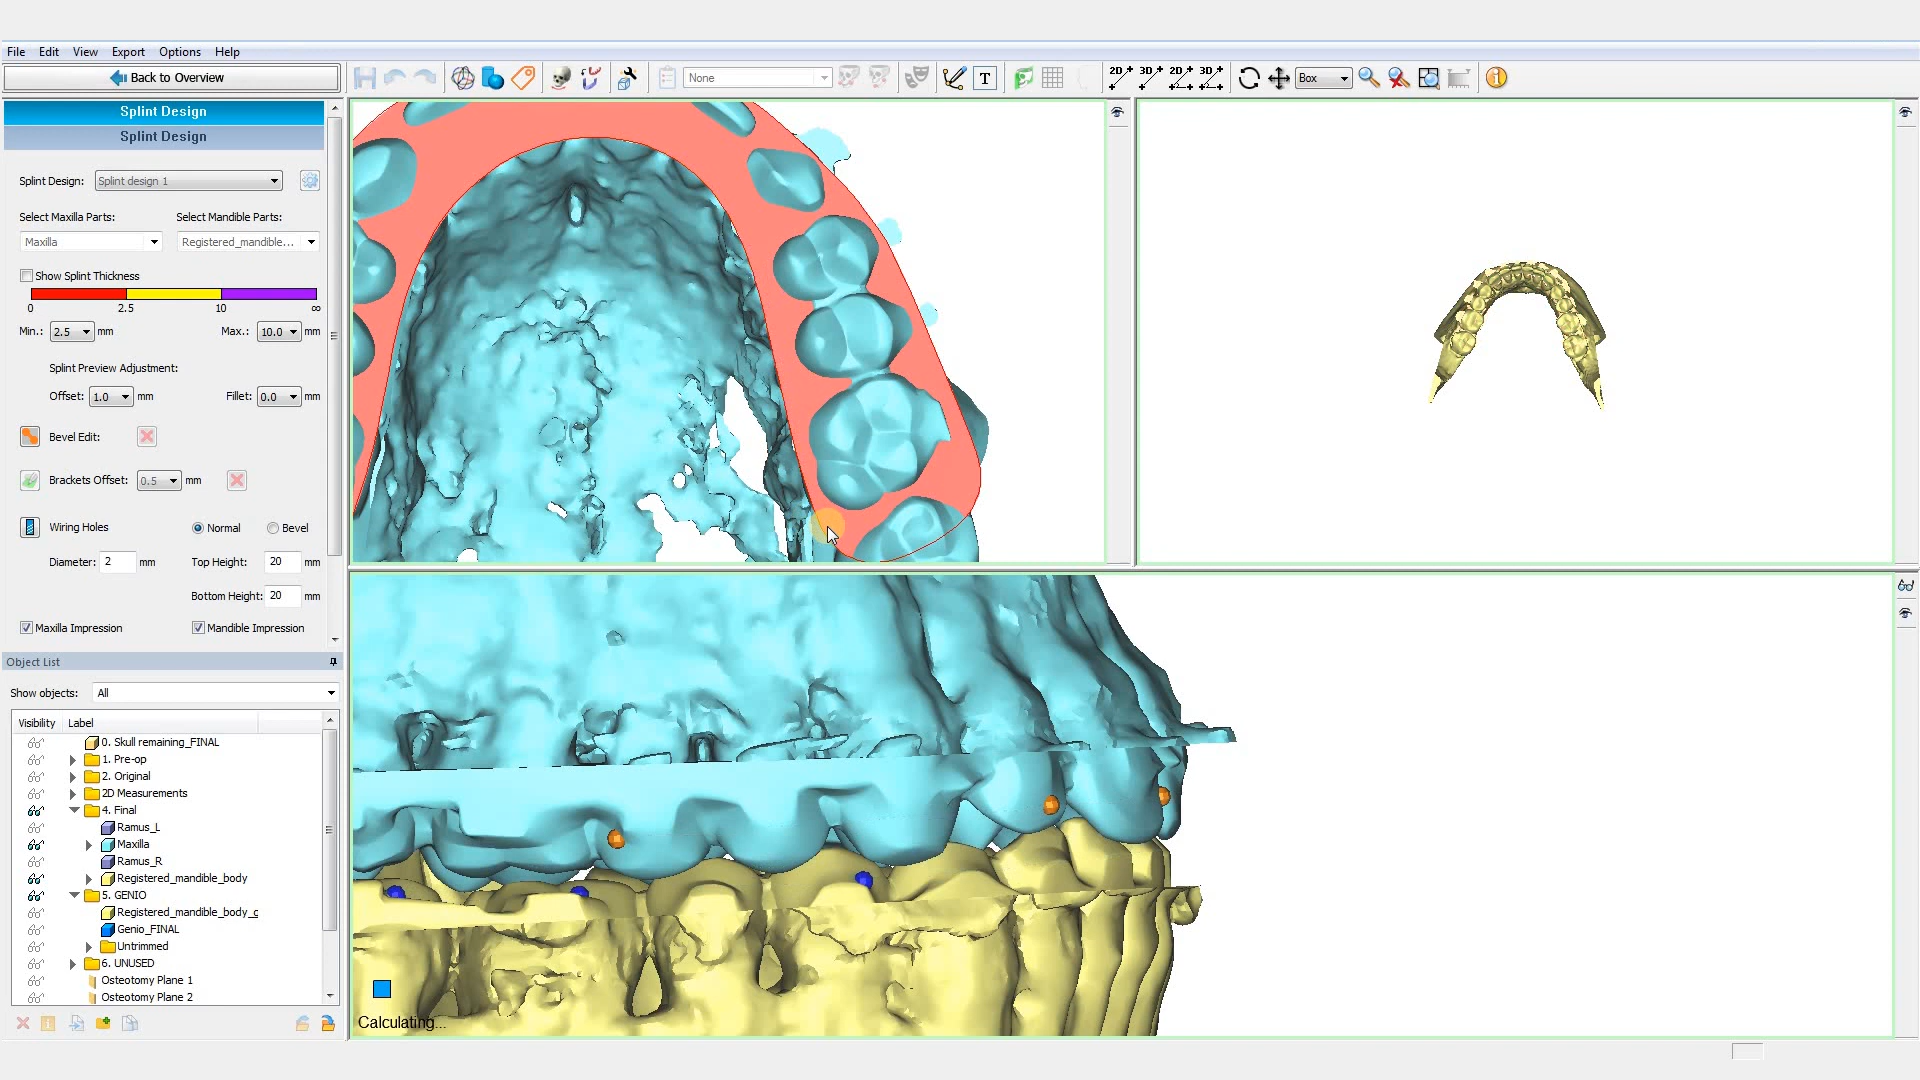 File Edit View Export Options Help
Back to Overview
None
2D 3D 2D 3D
Box
Splint Design
Splint Design
Splint Design: Splint design 1
Select Maxilla Parts: Select Mandible Parts:
Maxilla Registered_mandible...
Show Splint Thickness
0 2.5 10 ∞
Min.: 2.5 mm Max.: 10.0 mm
Splint Preview Adjustment:
Offset: 1.0 mm Fillet: 0.0 mm
Bevel Edit:
Brackets Offset: 0.5 mm
Wiring Holes Normal Bevel
Diameter: 2 mm Top Height: 20 mm
Bottom Height: 20 mm
Maxilla Impression Mandible Impression
Object List
Show objects: All
Visibility Label
0. Skull remaining_FINAL
1. Pre-op
2. Original
2D Measurements
4. Final
Ramus_L
Maxilla
Ramus_R
Registered_mandible_body
5. GENIO
Registered_mandible_body_c
Genio_FINAL
Untrimmed
6. UNUSED
Osteotomy Plane 1
Osteotomy Plane 2
Calculating...